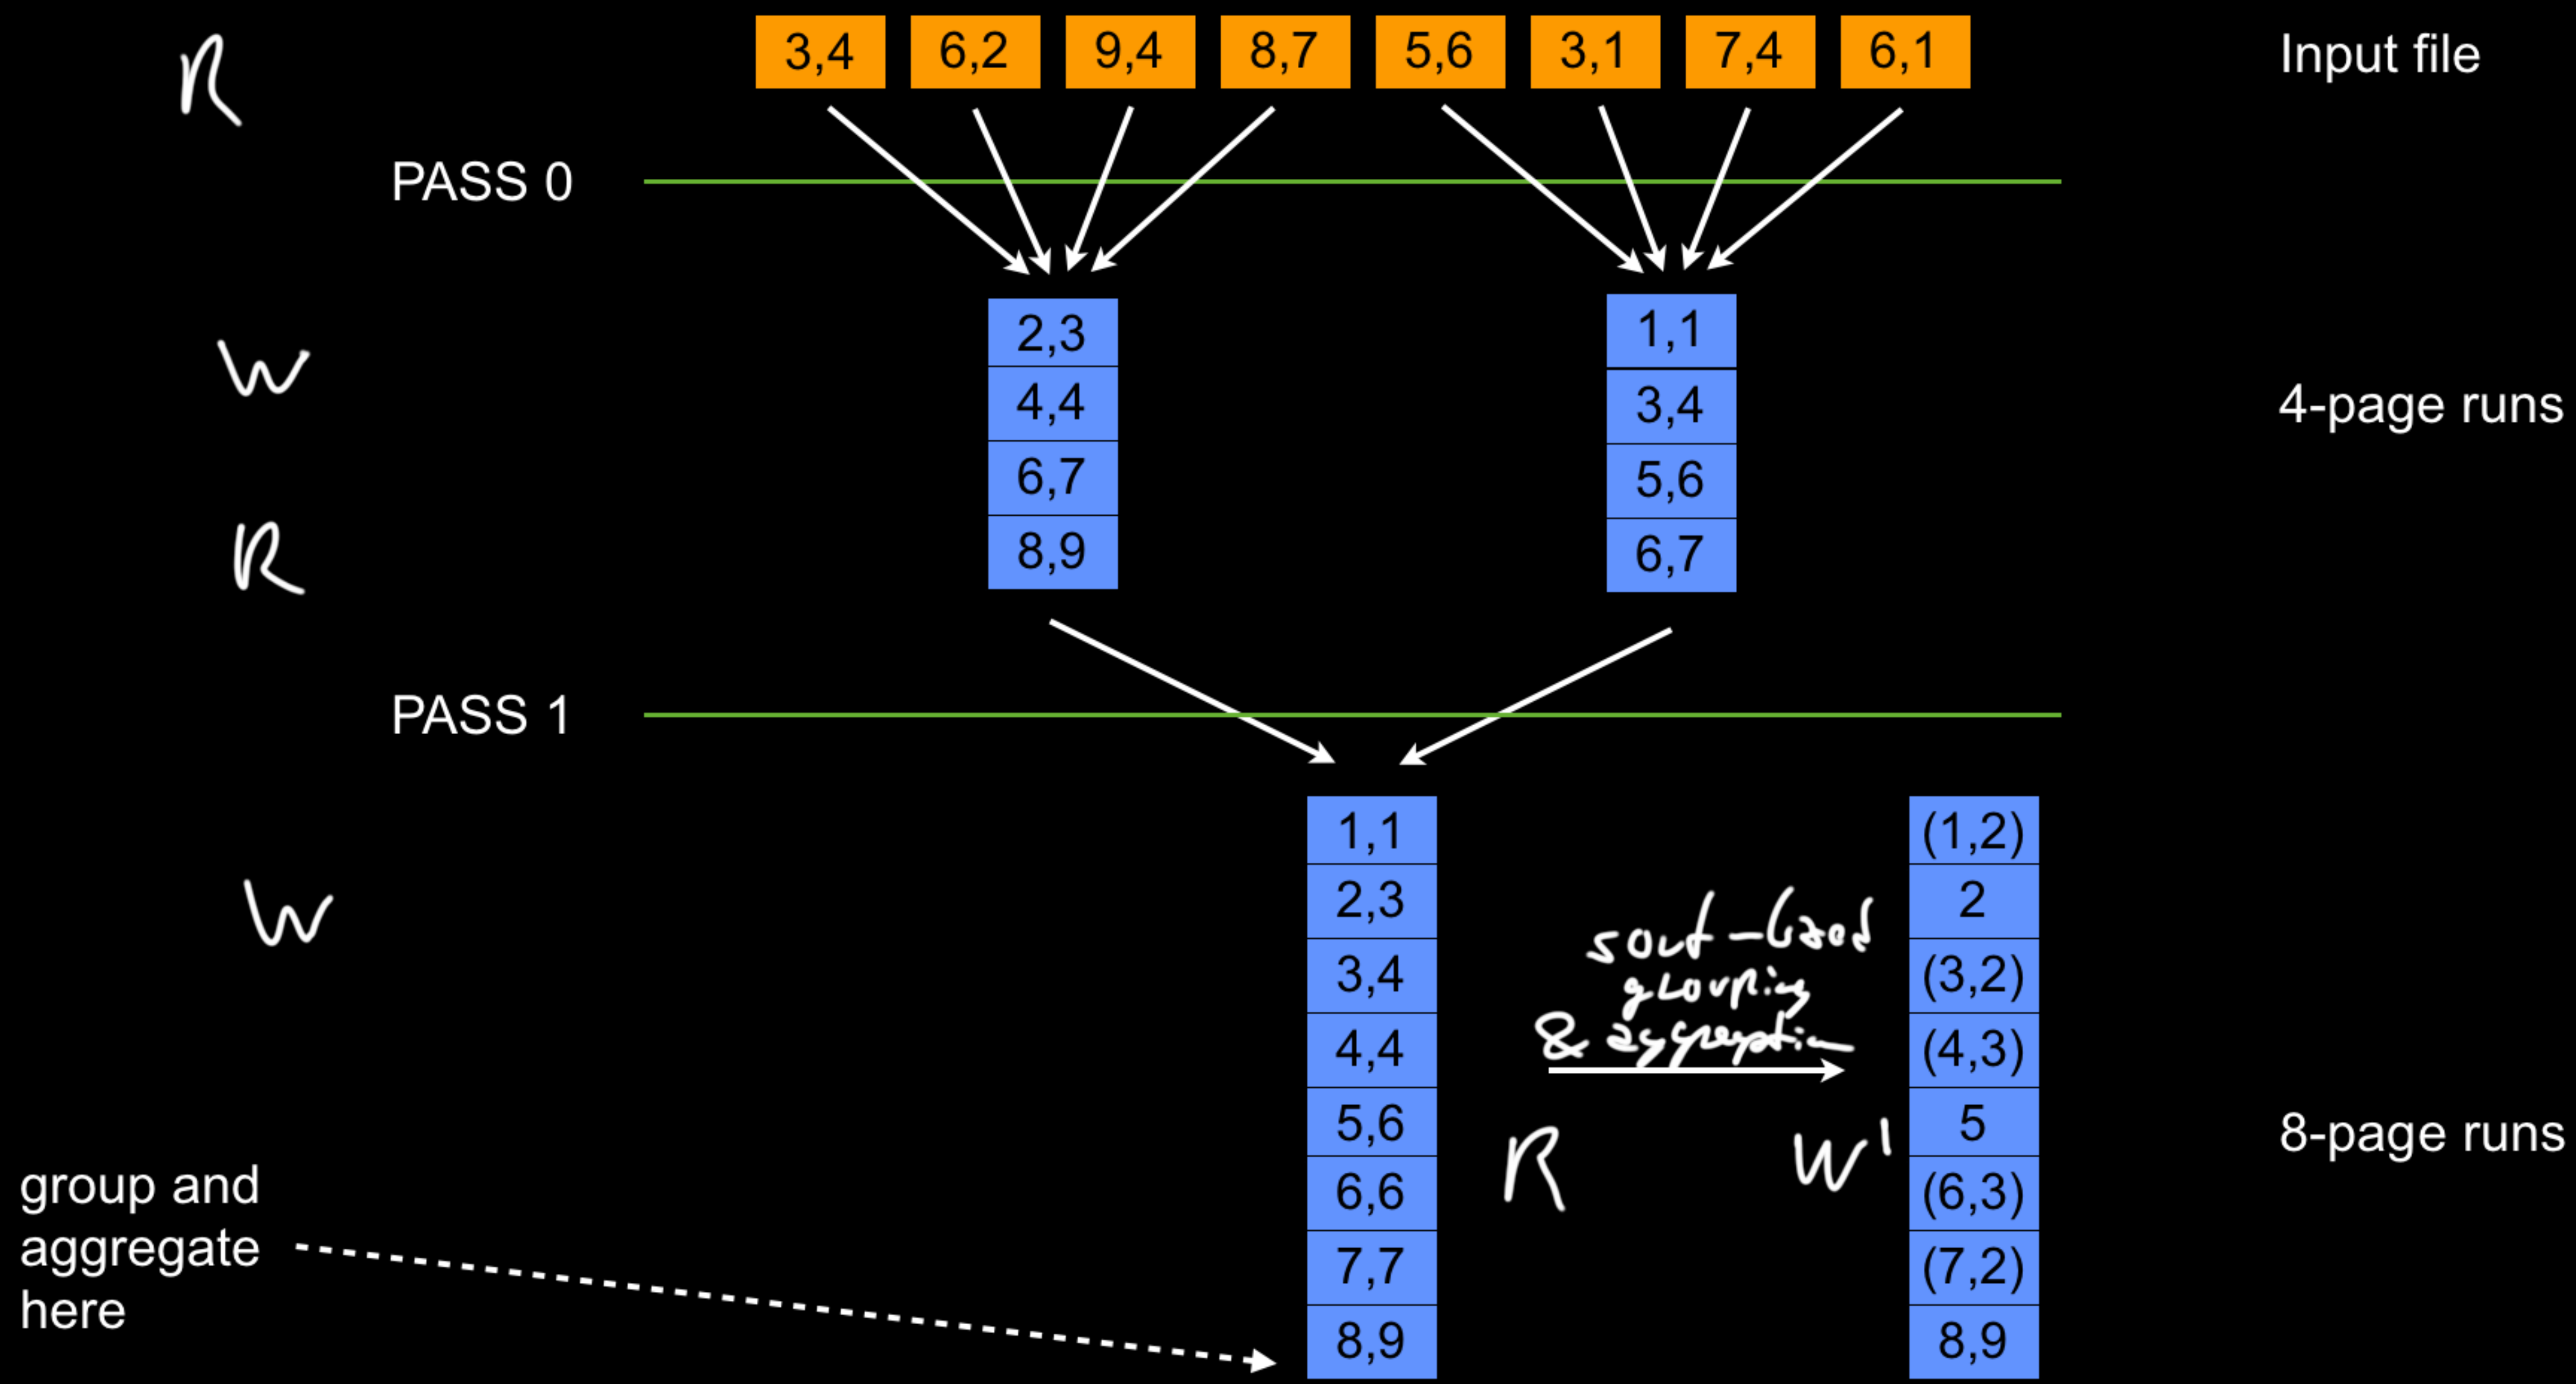 R
3,4 6,2 9,4 8,7 5,6 3,1 7,4 6,1
Input file
PASS 0
W
2,3
4,4
6,7
8,9
1,1
3,4
5,6
6,7
4-page runs
R
PASS 1
W
1,1
2,3
3,4
4,4
5,6
6,6
7,7
8,9
sort-based
grouping
& aggregation
R W'
(1,2)
2
(3,2)
(4,3)
5
(6,3)
(7,2)
8,9
8-page runs
group and
aggregate
here